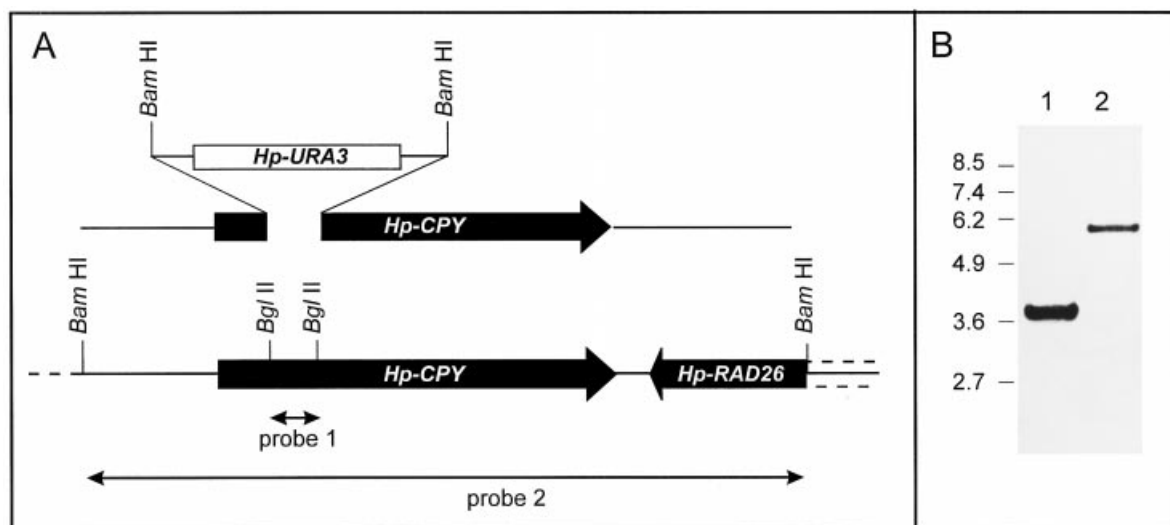 A
Bam HI
Bam HI
Hp-URA3
Hp-CPY
Bam HI
Bgl II
Bgl II
Bam HI
Hp-CPY
Hp-RAD26
probe 1
probe 2
B
1 2
8.5
7.4
6.2
4.9
3.6
2.7